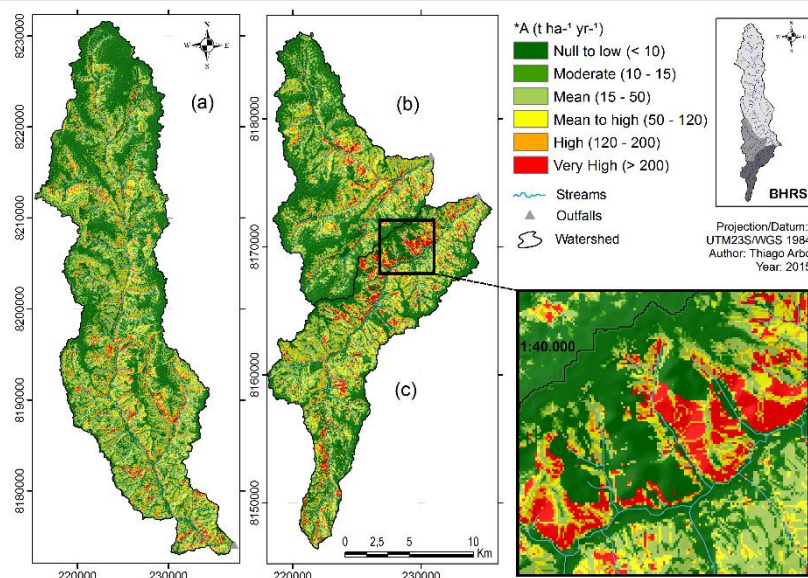 8230000
8220000
8210000
8200000
8190000
8180000
220000
230000
(a)
N
W E
S
8180000
8170000
8160000
8150000
220000
230000
(b)
(c)
0 2,5 5 10
Km
*A (t ha-¹ yr-¹)
Null to low (< 10)
Moderate (10 - 15)
Mean (15 - 50)
Mean to high (50 - 120)
High (120 - 200)
Very High (> 200)
Streams
Outfalls
Watershed
N
W E
S
BHRS
Projection/Datum:
UTM23S/WGS 1984
Author: Thiago Arbo
Year: 2015
1:40.000